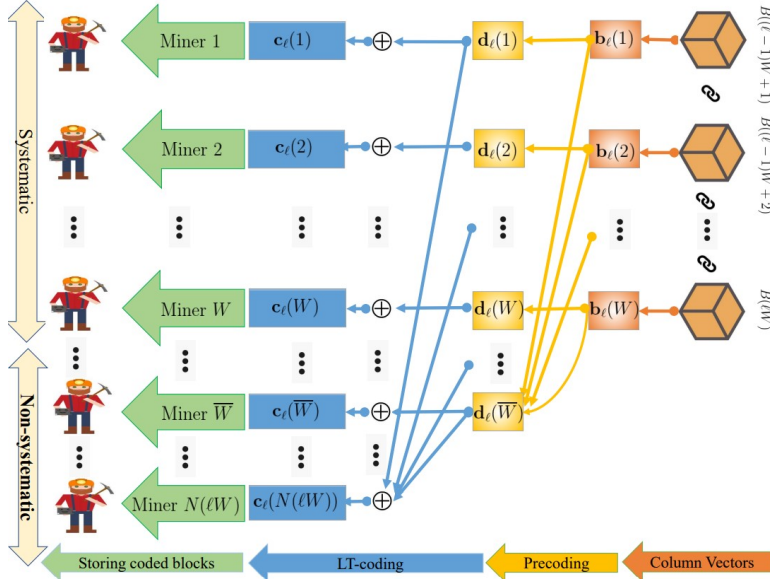 Miner 1 c_ℓ(1) ⊕ d_ℓ(1) b_ℓ(1)
B((ℓ − 1)W + 1)
Systematic
Miner 2 c_ℓ(2) ⊕ d_ℓ(2) b_ℓ(2)
B((ℓ − 1)W + 2)
Miner W c_ℓ(W) ⊕ d_ℓ(W) b_ℓ(W)
B(ℓW)
Non-systematic
Miner W̅ c_ℓ(W̅) ⊕ d_ℓ(W̅)
Miner N(ℓW) c_ℓ(N(ℓW)) ⊕
Storing coded blocks LT-coding Precoding Column Vectors